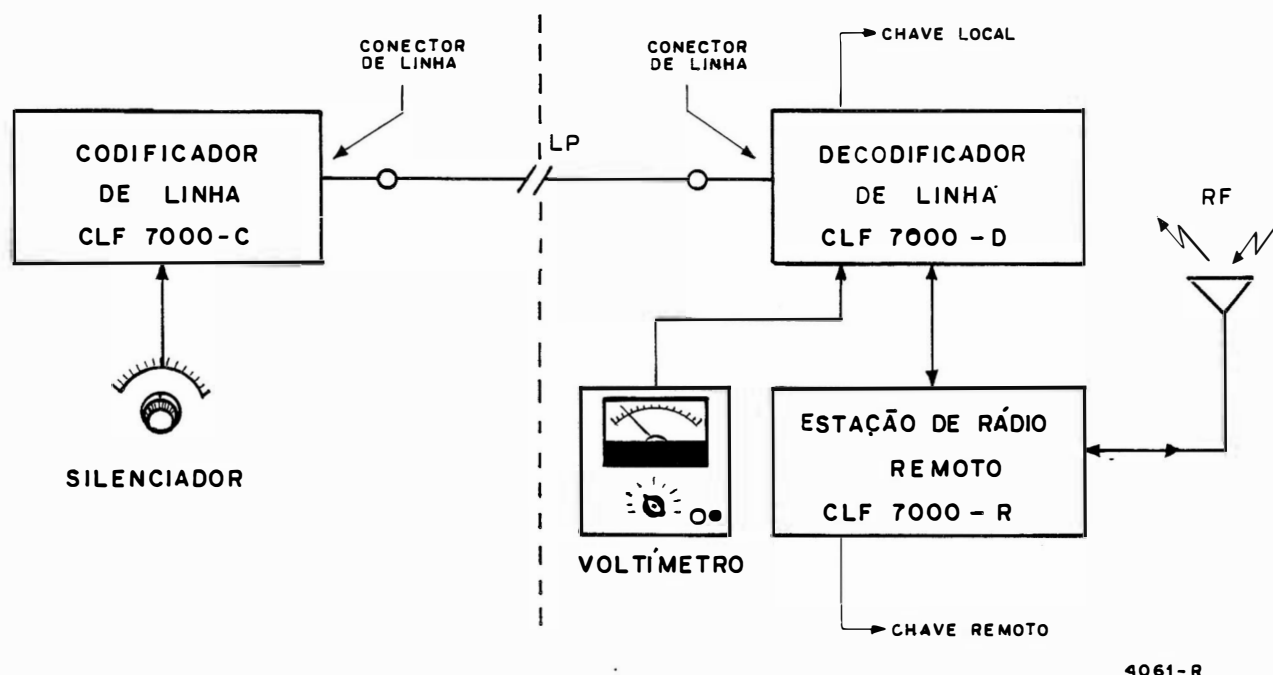 CONECTOR
DE LINHA
CODIFICADOR
DE LINHA
CLF 7000-C
SILENCIADOR
LP
CONECTOR
DE LINHA
CHAVE LOCAL
DECODIFICADOR
DE LINHA
CLF 7000 - D
RF
VOLTÍMETRO
ESTAÇÃO DE RÁDIO
REMOTO
CLF 7000 - R
CHAVE REMOTO
4061-R